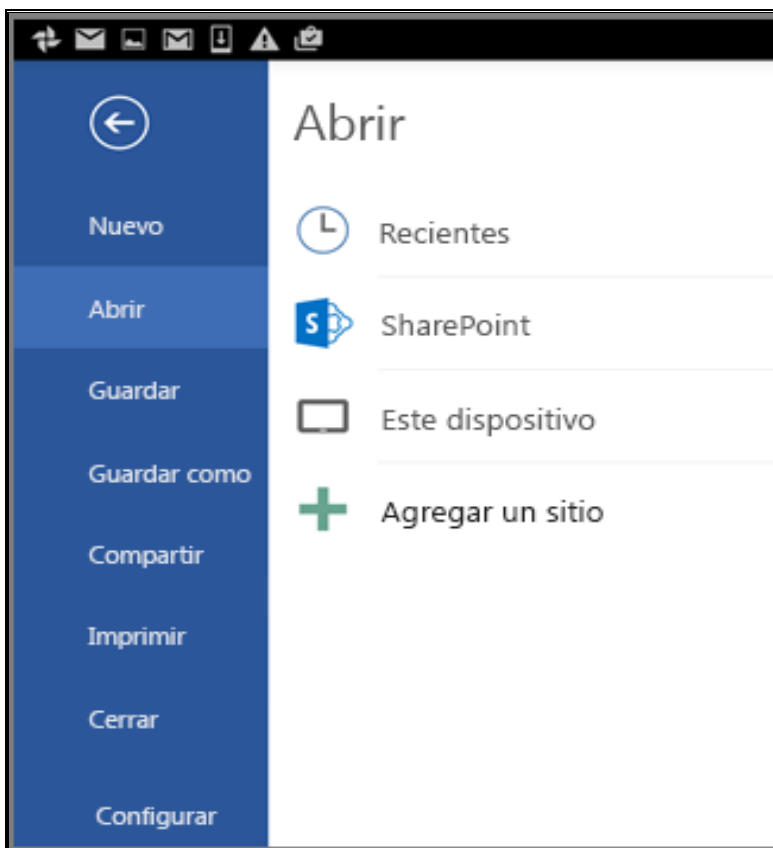 Abrir
Nuevo
Recientes
Abrir
SharePoint
Guardar
Este dispositivo
Guardar como
Agregar un sitio
Compartir
Imprimir
Cerrar
Configurar